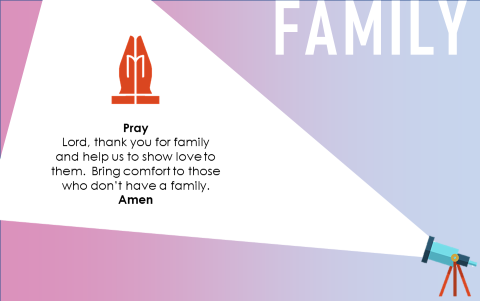 FAMILY
Pray
Lord, thank you for family
and help us to show love to
them. Bring comfort to those
who don't have a family.
Amen